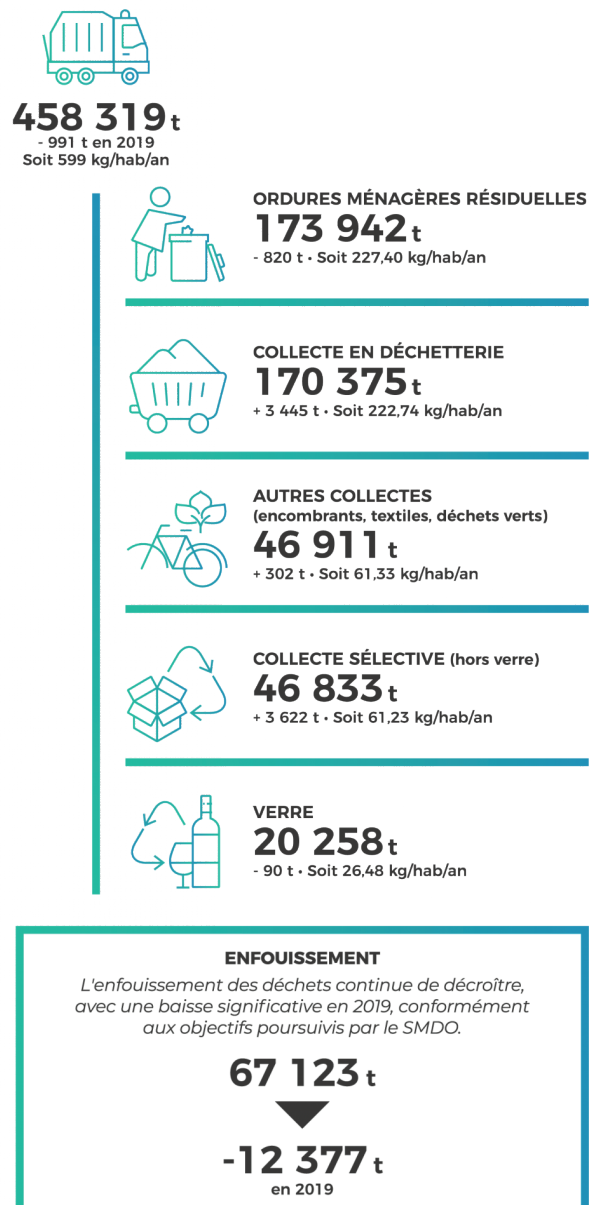 458 319 t
- 991 t en 2019
Soit 599 kg/hab/an
ORDURES MÉNAGÈRES RÉSIDUELLES
173 942 t
- 820 t • Soit 227,40 kg/hab/an
COLLECTE EN DÉCHETTERIE
170 375 t
+ 3 445 t • Soit 222,74 kg/hab/an
AUTRES COLLECTES
(encombrants, textiles, déchets verts)
46 911 t
+ 302 t • Soit 61,33 kg/hab/an
COLLECTE SÉLECTIVE (hors verre)
46 833 t
+ 3 622 t • Soit 61,23 kg/hab/an
VERRE
20 258 t
- 90 t • Soit 26,48 kg/hab/an
ENFOUISSEMENT
L'enfouissement des déchets continue de décroître,
avec une baisse significative en 2019, conformément
aux objectifs poursuivis par le SMDO.
67 123 t
-12 377 t
en 2019